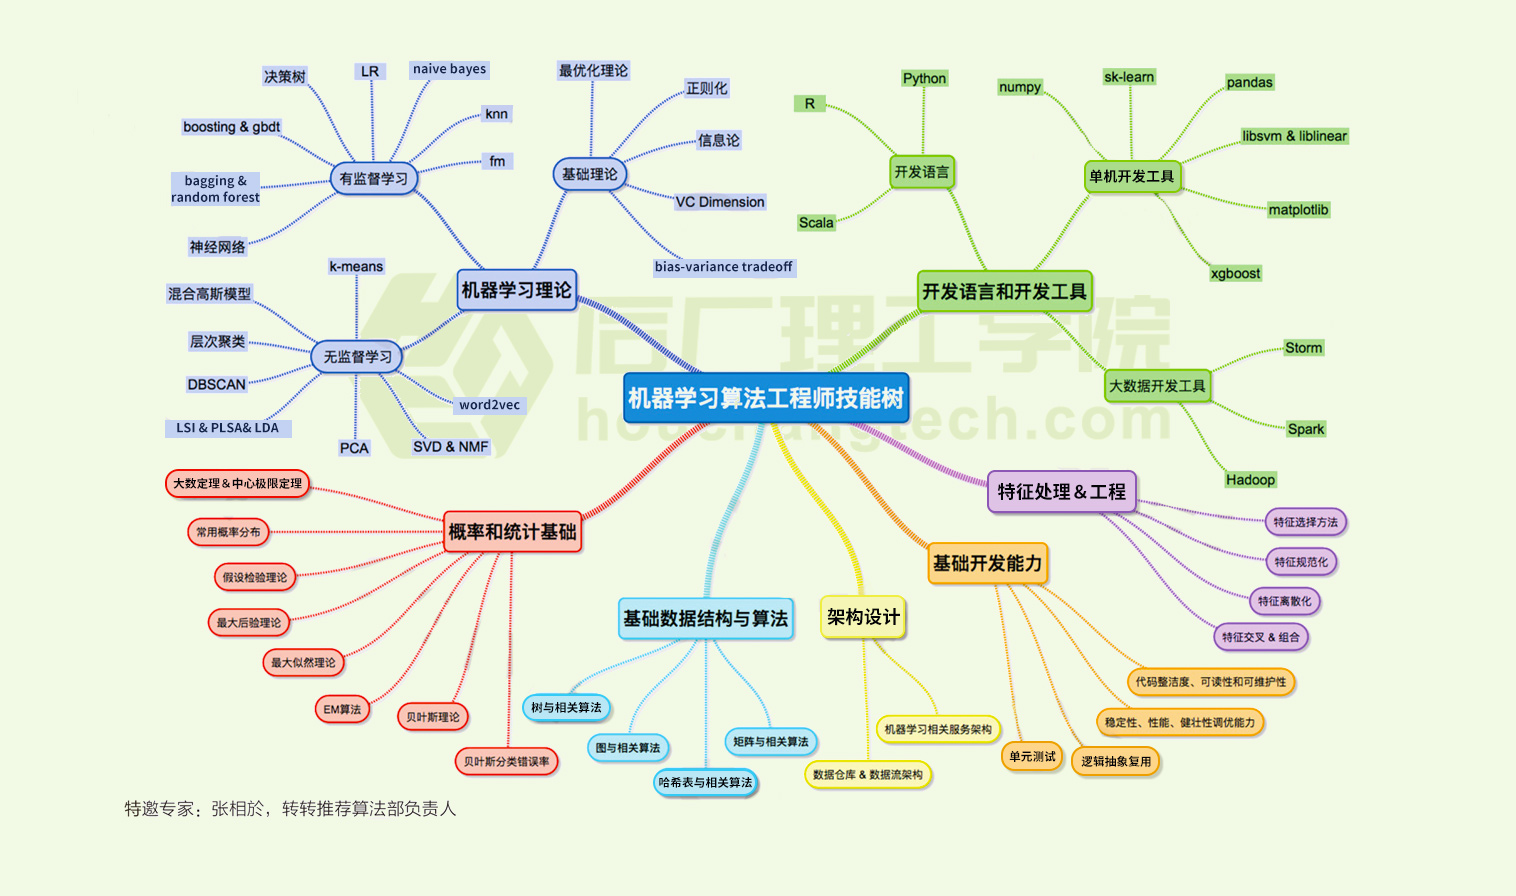 机器学习算法工程师技能树
机器学习理论
有监督学习
决策树
LR
naive bayes
knn
fm
boosting & gbdt
bagging &
random forest
神经网络
基础理论
最优化理论
正则化
信息论
VC Dimension
bias-variance tradeoff
无监督学习
k-means
混合高斯模型
层次聚类
DBSCAN
LSI & PLSA& LDA
PCA
SVD & NMF
word2vec
开发语言和开发工具
开发语言
R
Python
Scala
单机开发工具
numpy
sk-learn
pandas
libsvm & liblinear
matplotlib
xgboost
大数据开发工具
Storm
Spark
Hadoop
概率和统计基础
大数定理＆中心极限定理
常用概率分布
假设检验理论
最大后验理论
最大似然理论
EM算法
贝叶斯理论
贝叶斯分类错误率
基础数据结构与算法
树与相关算法
图与相关算法
哈希表与相关算法
矩阵与相关算法
架构设计
机器学习相关服务架构
数据仓库 & 数据流架构
基础开发能力
代码整洁度、可读性和可维护性
稳定性、性能、健壮性调优能力
逻辑抽象复用
单元测试
特征处理＆工程
特征选择方法
特征规范化
特征离散化
特征交叉 & 组合
特邀专家：张相於，转转推荐算法部负责人